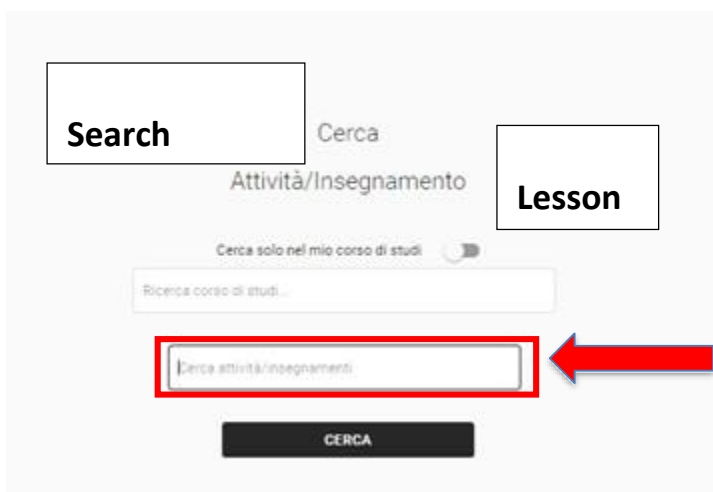 Search
Cerca
Attività/Insegnamento
Lesson
Cerca solo nel mio corso di studi
Ricerca corso di studi...
Cerca attività/insegnamenti
CERCA